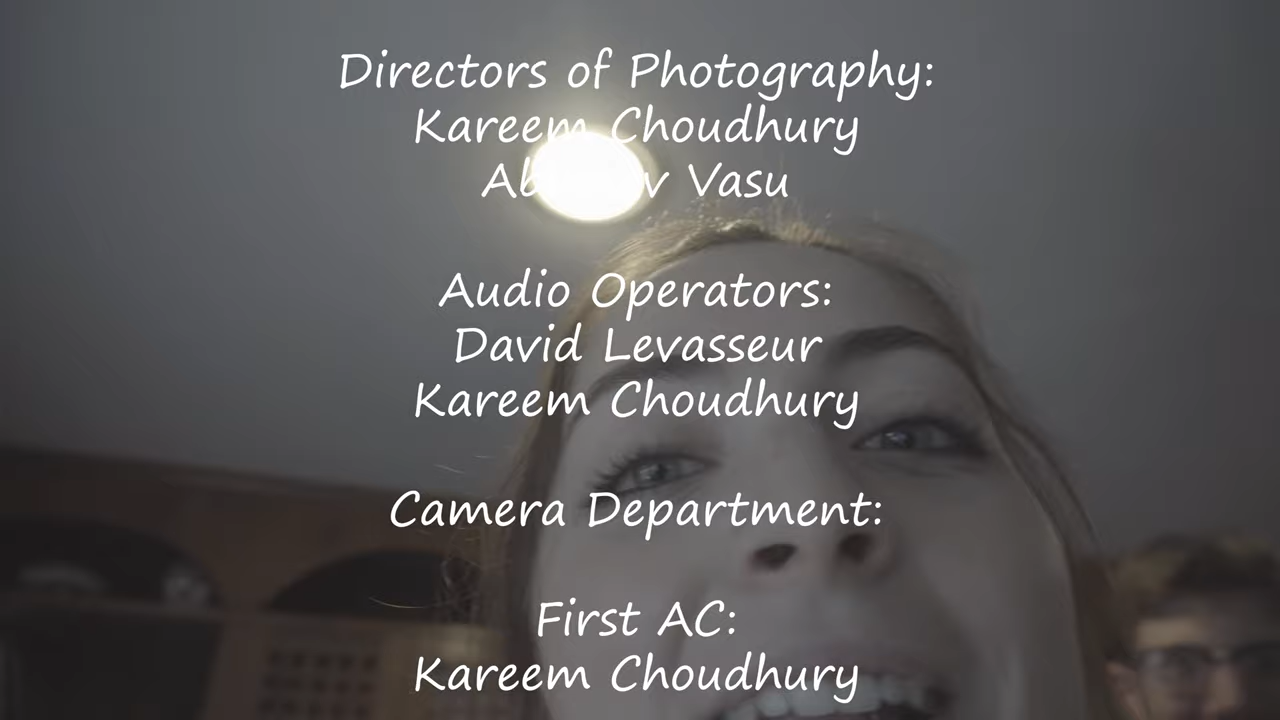 Directors of Photography:
Kareem Choudhury
Vasu
Audio Operators:
David Levasseur
Kareem Choudhury
Camera Department:
First AC:
Kareem Choudhury